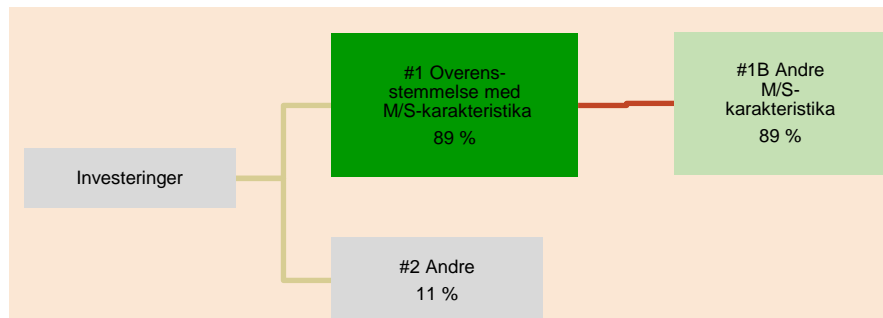 #1 Overens-
stemmelse med
M/S-karakteristika
89 %
#1B Andre
M/S-
karakteristika
89 %
Investeringer
#2 Andre
11 %